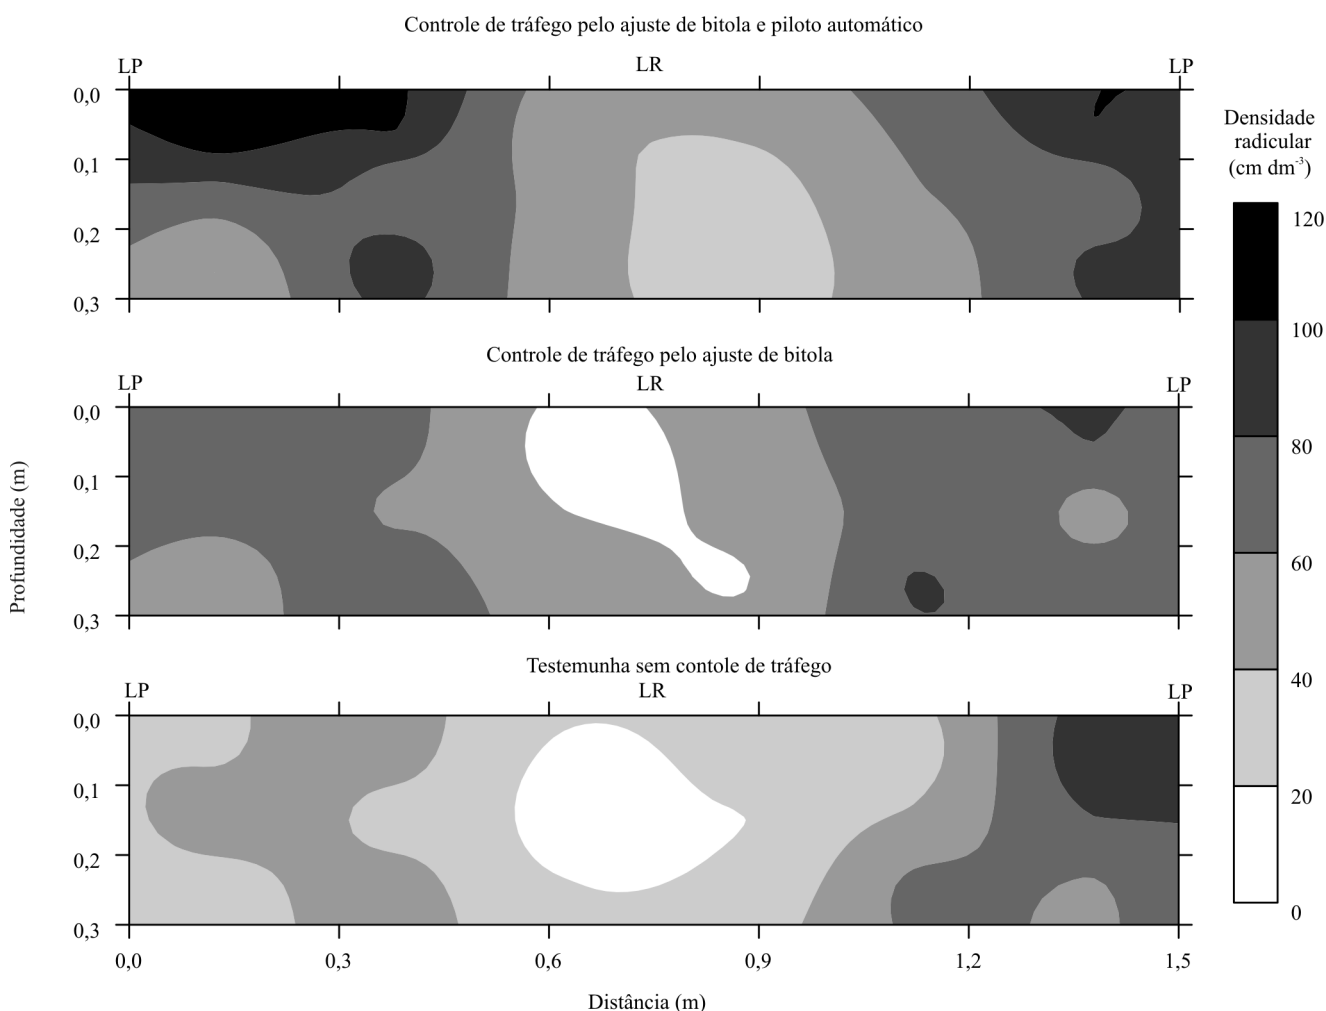 Controle de tráfego pelo ajuste de bitola e piloto automático
LP LR LP
0,0
0,1
0,2
0,3
Densidade
radicular
(cm dm⁻³)
120
100
80
60
40
20
0
Controle de tráfego pelo ajuste de bitola
LP LR LP
0,0
0,1
0,2
0,3
Profundidade (m)
Testemunha sem contole de tráfego
LP LR LP
0,0
0,1
0,2
0,3
0,0 0,3 0,6 0,9 1,2 1,5
Distância (m)